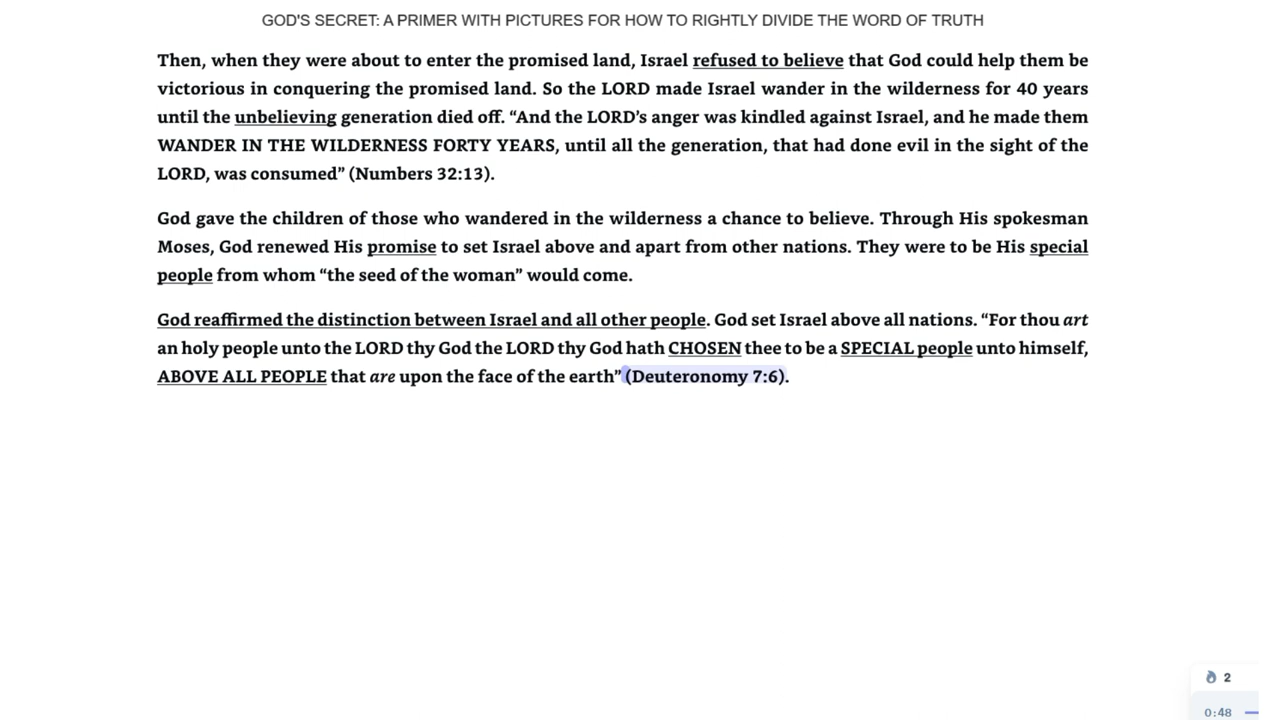 GOD'S SECRET: A PRIMER WITH PICTURES FOR HOW TO RIGHTLY DIVIDE THE WORD OF TRUTH
Then, when they were about to enter the promised land, Israel refused to believe that God could help them be
victorious in conquering the promised land. So the LORD made Israel wander in the wilderness for 40 years
until the unbelieving generation died off. “And the LORD’s anger was kindled against Israel, and he made them
WANDER IN THE WILDERNESS FORTY YEARS, until all the generation, that had done evil in the sight of the
LORD, was consumed” (Numbers 32:13).
God gave the children of those who wandered in the wilderness a chance to believe. Through His spokesman
Moses, God renewed His promise to set Israel above and apart from other nations. They were to be His special
people from whom “the seed of the woman” would come.
God reaffirmed the distinction between Israel and all other people. God set Israel above all nations. “For thou art
an holy people unto the LORD thy God the LORD thy God hath CHOSEN thee to be a SPECIAL people unto himself,
ABOVE ALL PEOPLE that are upon the face of the earth” (Deuteronomy 7:6).
2
0:48